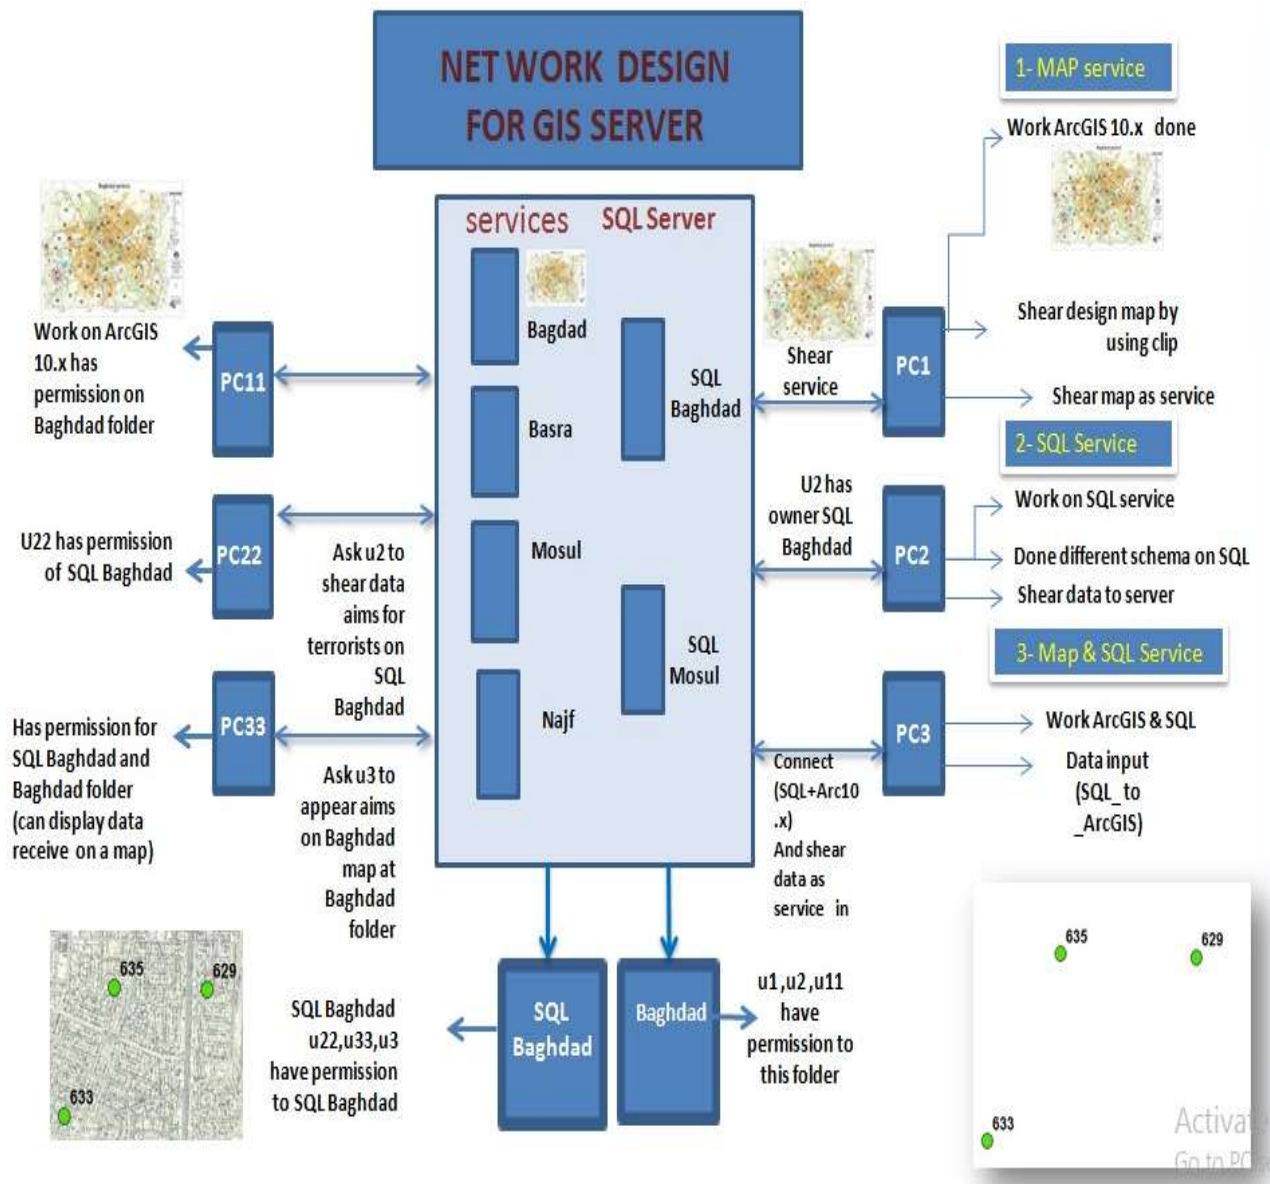 NET WORK DESIGN
FOR GIS SERVER
1- MAP service
Work ArcGIS 10.x done
Shear design map by
using clip
Shear map as service
2- SQL Service
Work on SQL service
Done different schema on SQL
Shear data to server
3- Map & SQL Service
Work ArcGIS & SQL
Data input
(SQL_ to
_ArcGIS)
services
SQL Server
Bagdad
Basra
Mosul
Najf
SQL
Baghdad
SQL
Mosul
Work on ArcGIS
10.x has
permission on
Baghdad folder
PC11
U22 has permission
of SQL Baghdad
PC22
Ask u2 to
shear data
aims for
terrorists on
SQL
Baghdad
Has permission for
SQL Baghdad and
Baghdad folder
(can display data
receive on a map)
PC33
Ask u3 to
appear aims
on Baghdad
map at
Baghdad
folder
Shear
service
PC1
U2 has
owner SQL
Baghdad
PC2
PC3
Connect
(SQL+Arc10
.x)
And shear
data as
service in
SQL Baghdad
u22,u33,u3
have permission
to SQL Baghdad
SQL
Baghdad
Baghdad
u1,u2,u11
have
permission to
this folder
635
629
633
635
629
633
Activate
Go to PC